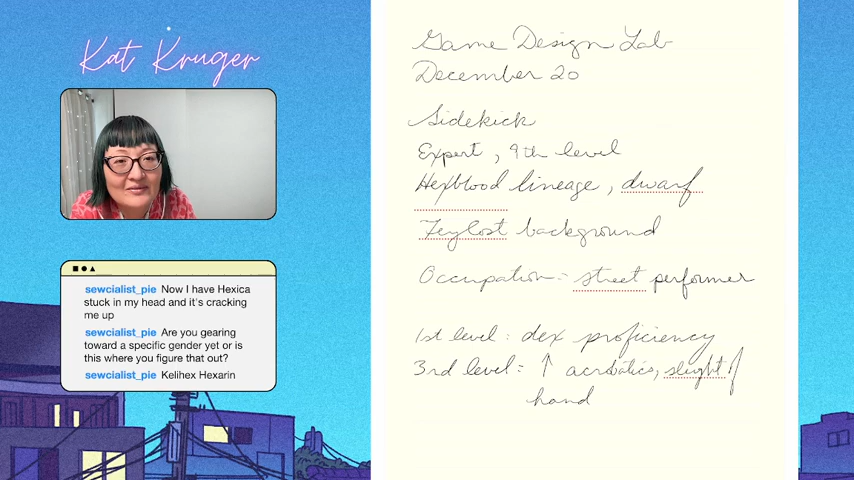 Kat Kruger
sewcialist_pie Now I have Hexica
stuck in my head and it's cracking
me up
sewcialist_pie Are you gearing
toward a specific gender yet or is
this where you figure that out?
sewcialist_pie Kelihex Hexarin
Game Design Lab
December 20
Sidekick
Expert, 9th level
Hexblood lineage, dwarf
Feylost background
Occupation: street performer
1st level: dex proficiency
3rd level: ↑ acrobatics, slight of
hand